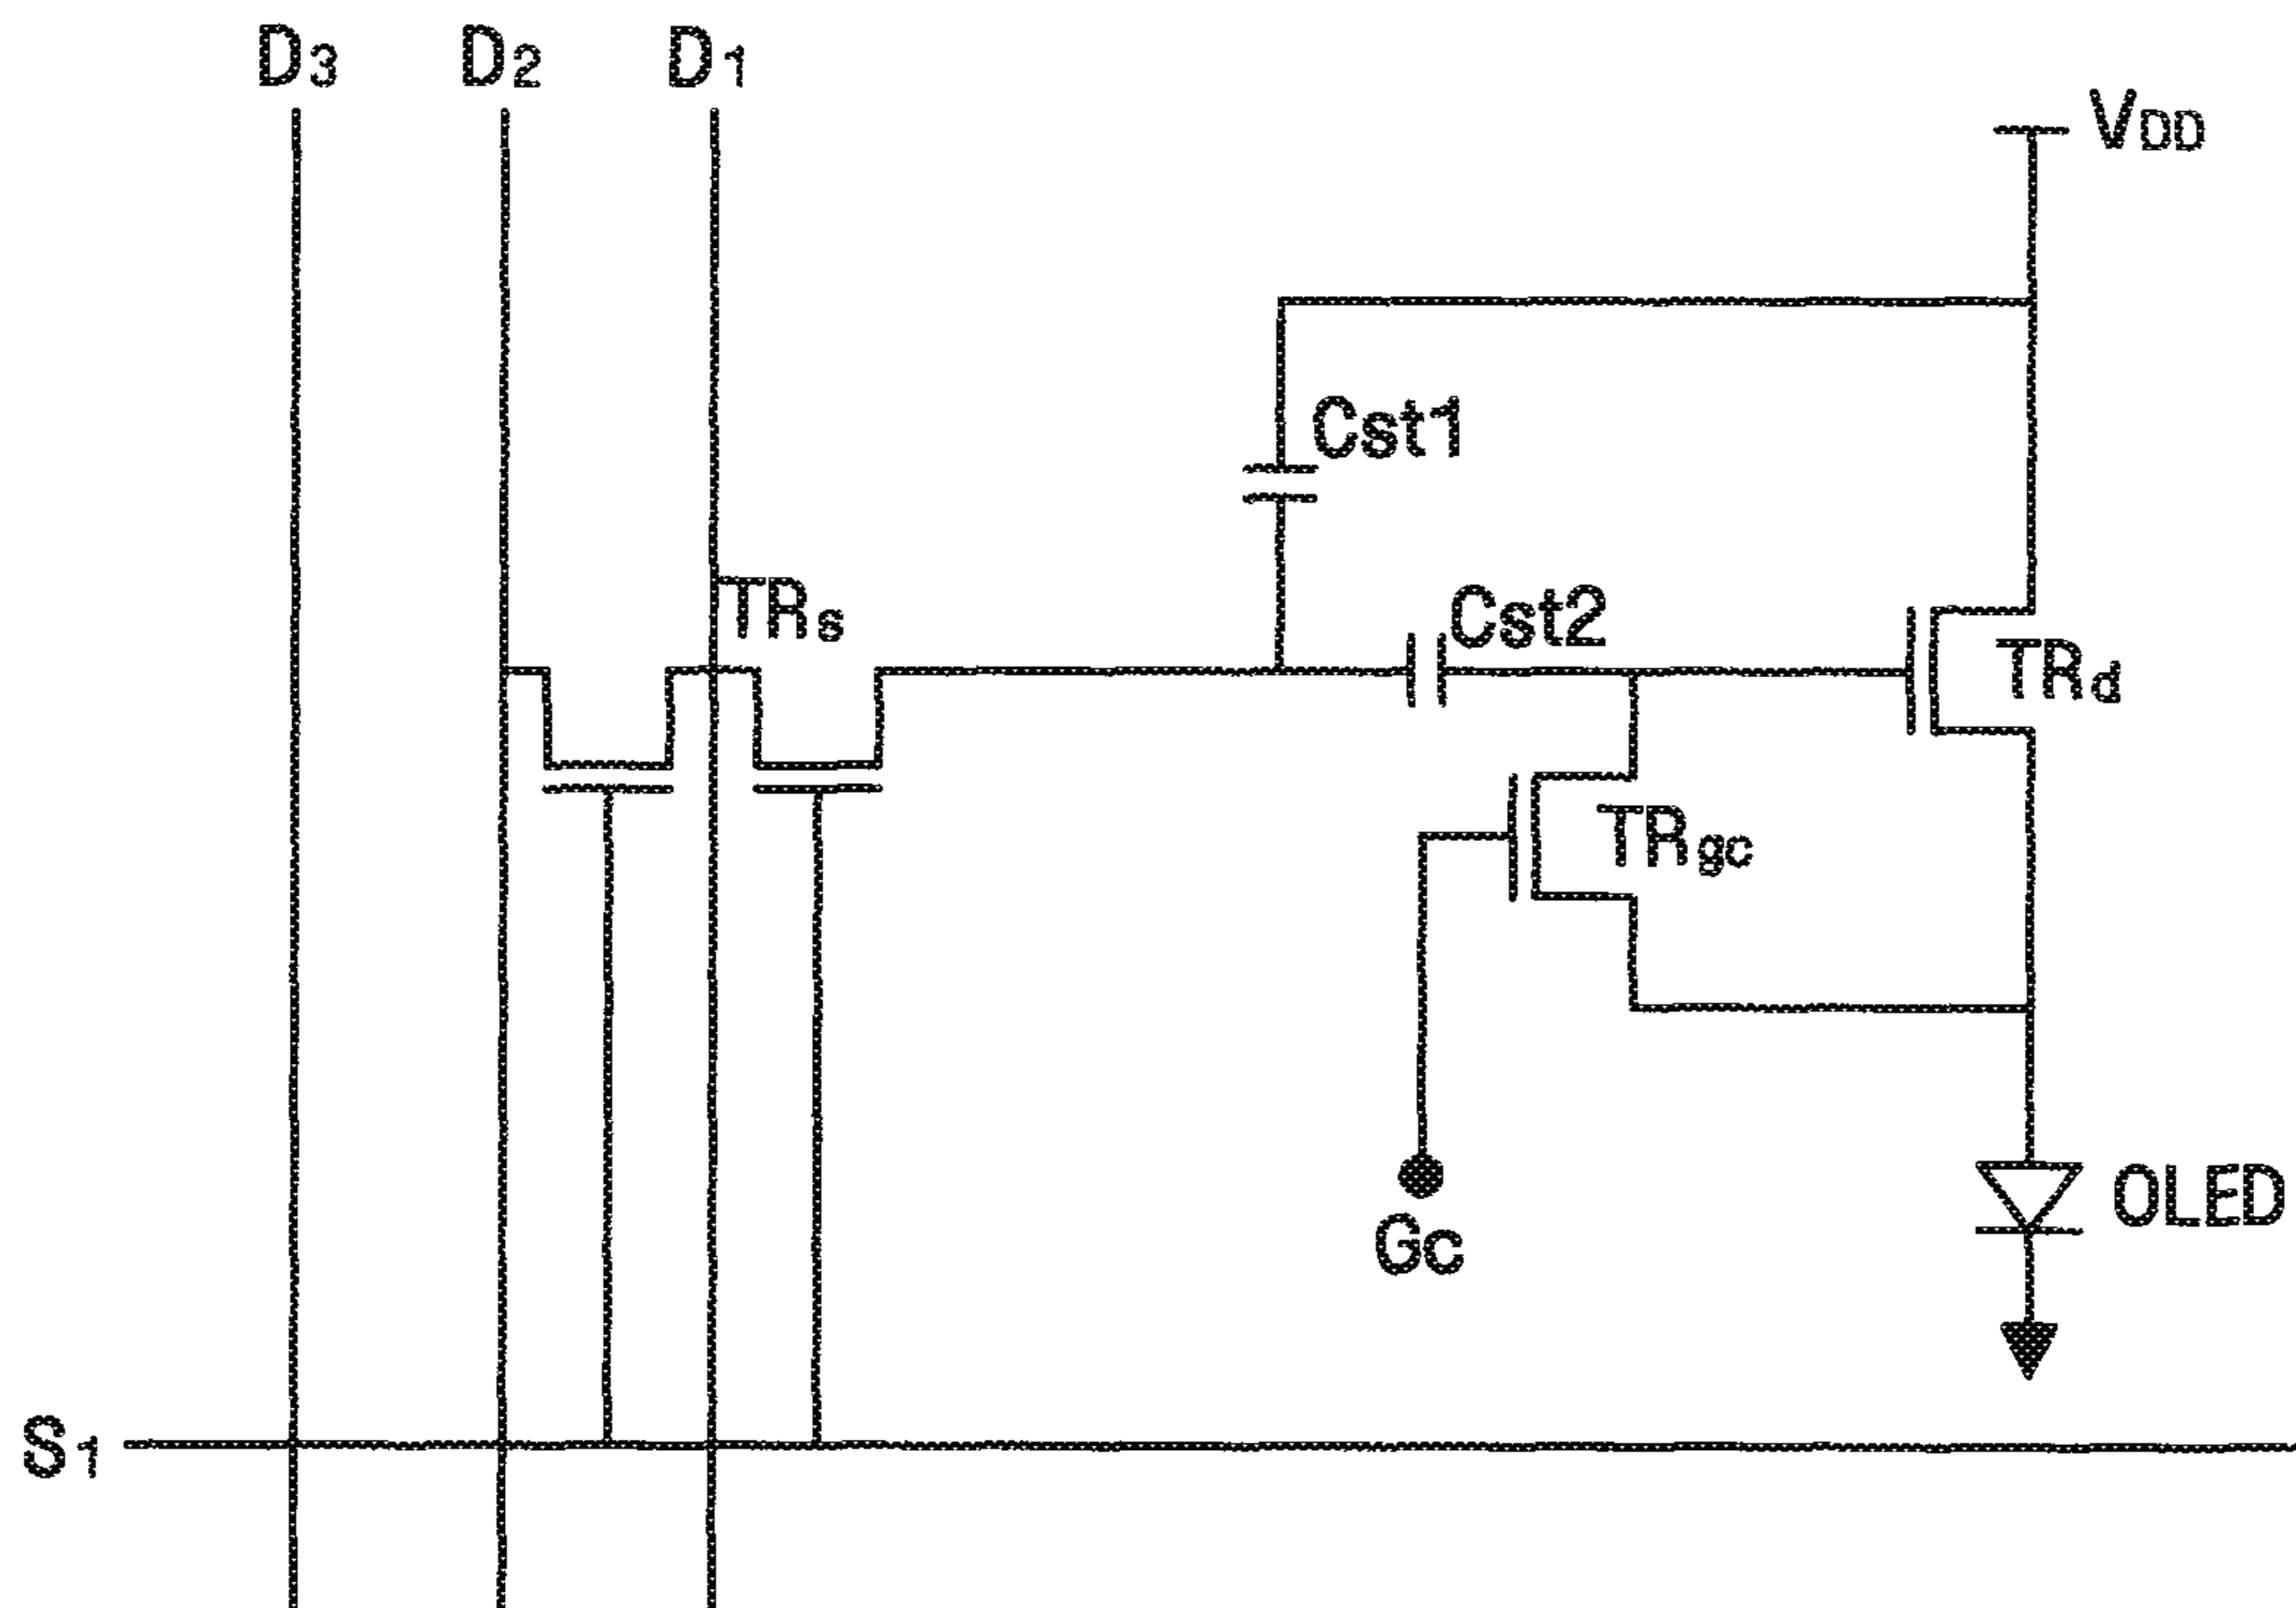 D3 D2 D1
VDD
Cst1
TRs
Cst2
TRd
TRgc
OLED
Gc
S1